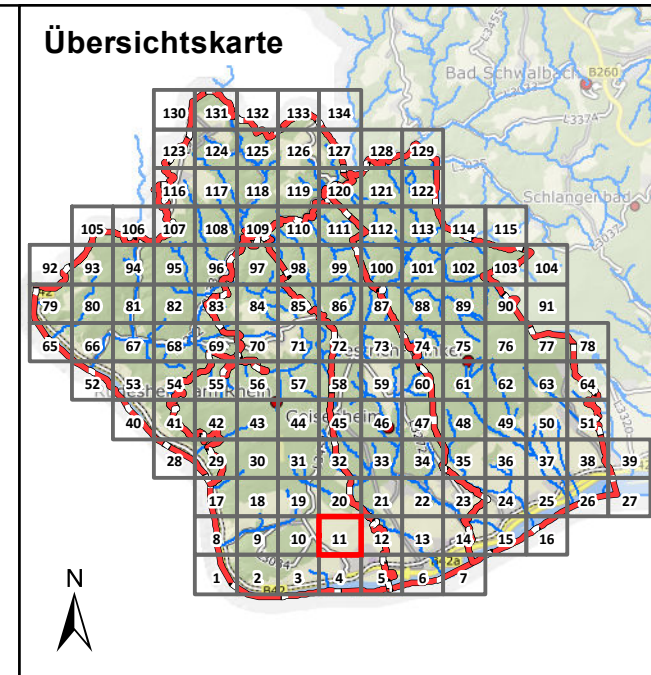 Übersichtskarte
L3455
Bad Schwalbach
B260
L3374
L3035
Schlangenbad
L3037
130 131 132 133 134
123 124 125 126 127 128 129
116 117 118 119 120 121 122
105 106 107 108 109 110 111 112 113 114 115
92 93 94 95 96 97 98 99 100 101 102 103 104
79 80 81 82 83 84 85 86 87 88 89 90 91
65 66 67 68 69 70 71 72 73 74 75 76 77 78
52 53 54 55 56 57 58 59 60 61 62 63 64
Geisenheim
40 41 42 43 44 45 46 47 48 49 50 51
L3320
28 29 30 31 32 33 34 35 36 37 38 39
17 18 19 20 21 22 23 24 25 26 27
8 9 10 11 12 13 14 15 16
L3034
B42a
1 2 3 4 5 6 7
B42
N